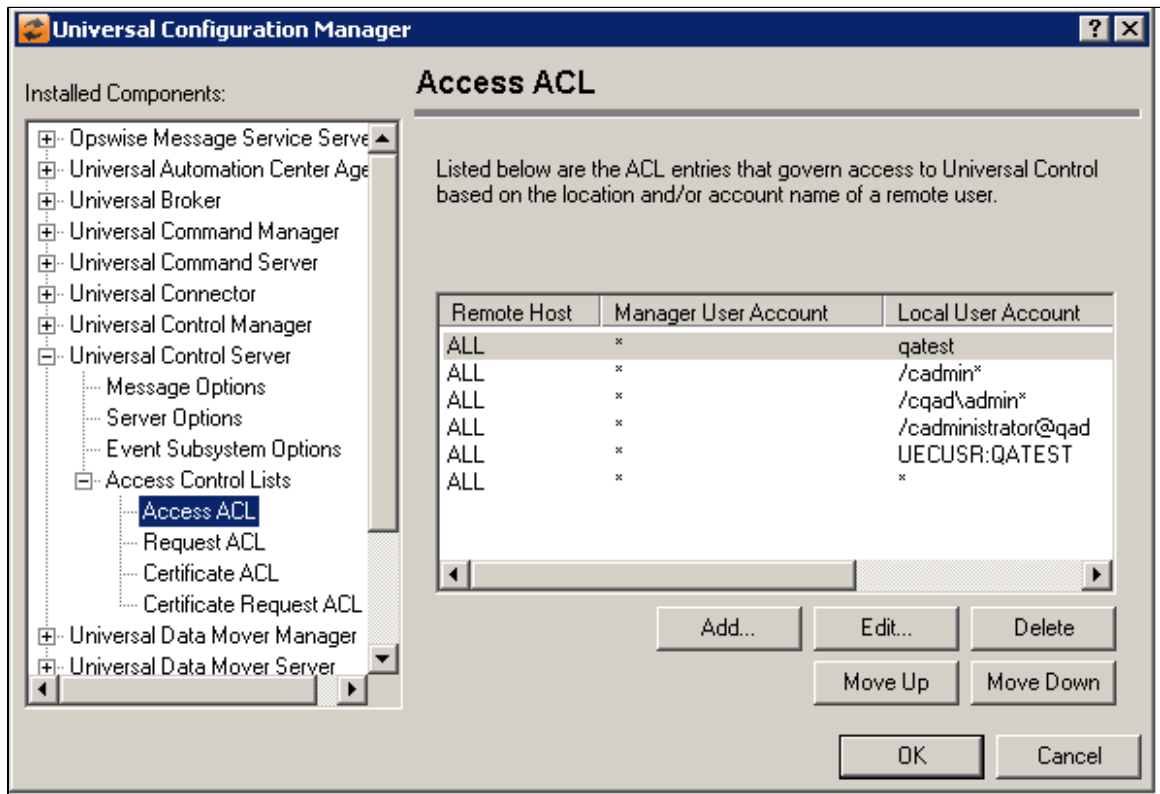 Universal Configuration Manager
Installed Components:
Opswise Message Service Serve
Universal Automation Center Age
Universal Broker
Universal Command Manager
Universal Command Server
Universal Connector
Universal Control Manager
Universal Control Server
Message Options
Server Options
Event Subsystem Options
Access Control Lists
Access ACL
Request ACL
Certificate ACL
Certificate Request ACL
Universal Data Mover Manager
Universal Data Mover Server
Access ACL
Listed below are the ACL entries that govern access to Universal Control
based on the location and/or account name of a remote user.
Remote Host Manager User Account Local User Account
ALL * qatest
ALL * /cadmin*
ALL * /cqad\admin*
ALL * /cadministrator@qad
ALL * UECUSR:QATEST
ALL * *
Add... Edit... Delete
Move Up Move Down
OK Cancel